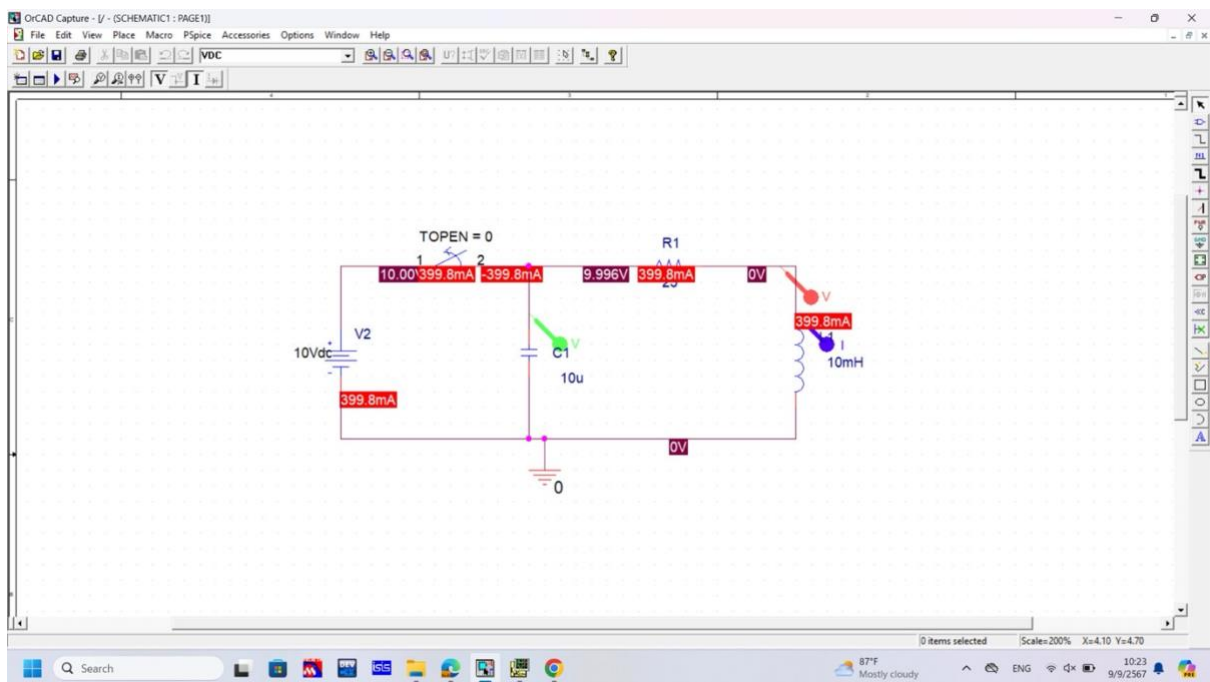 OrCAD Capture - [/ - (SCHEMATIC1 : PAGE1)]
File Edit View Place Macro PSpice Accessories Options Window Help
VDC
V I
TOPEN = 0
1 2
R1
10.00V 399.8mA -399.8mA 9.996V 399.8mA 0V
25
V
399.8mA
V2
V
I
10Vdc
C1
10mH
10u
399.8mA
0V
0
0 items selected Scale=200% X=4.10 Y=4.70
Search
87°F
Mostly cloudy
ENG
10:23
9/9/2567